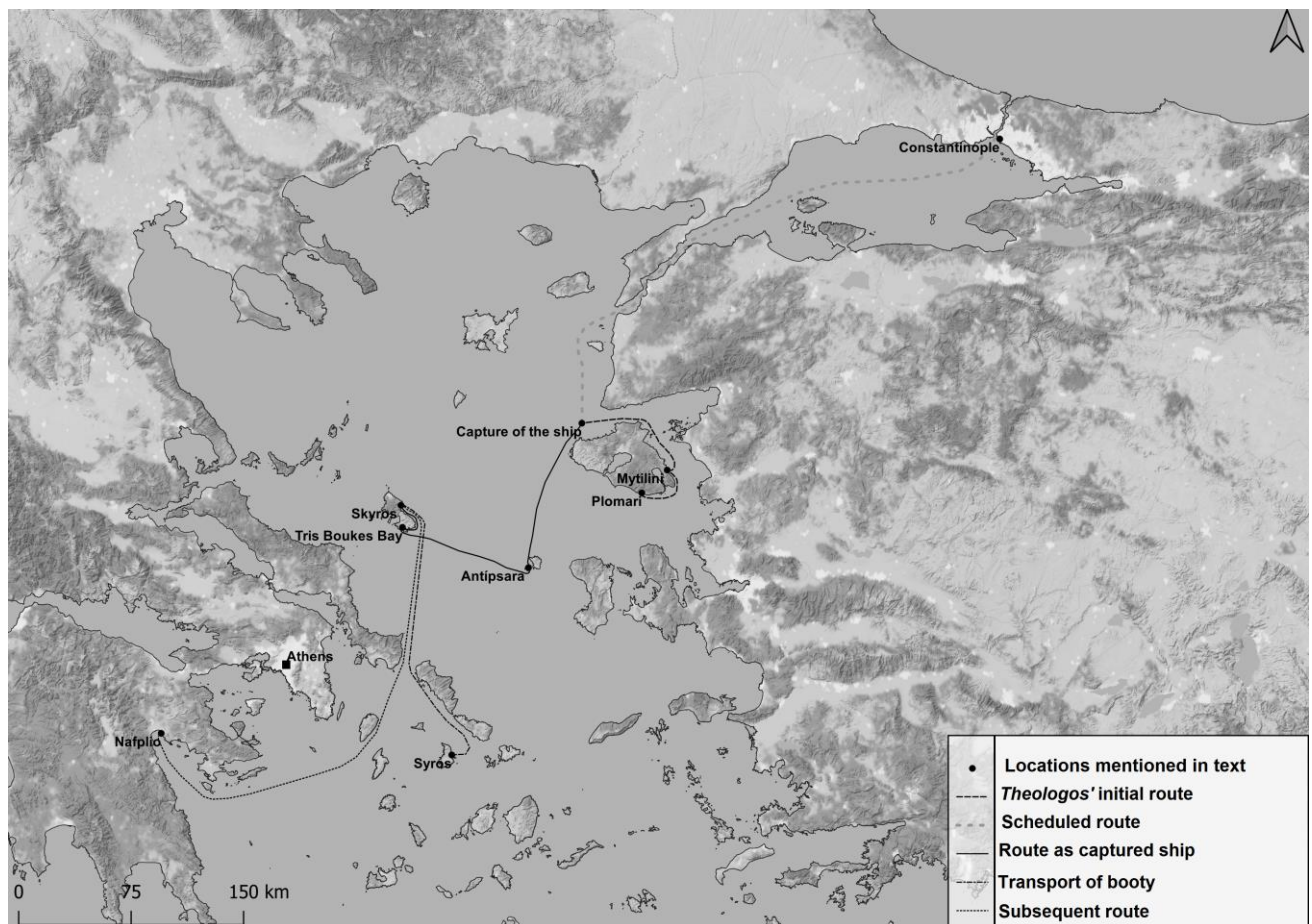 Constantinople
Capture of the ship
Mytilini
Plomari
Skyros
Tris Boukes Bay
Antipsara
Athens
Nafplio
Syros
Locations mentioned in text
Theologos' initial route
Scheduled route
Route as captured ship
Transport of booty
Subsequent route
0 75 150 km